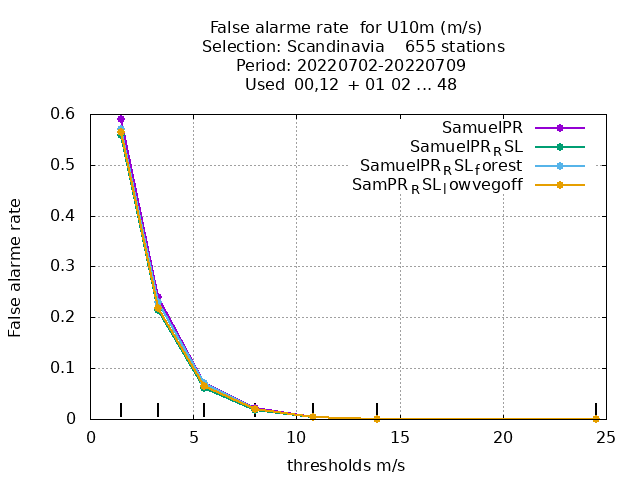 False alarme rate  for U10m (m/s)
Selection: Scandinavia    655 stations
Period: 20220702-20220709
Used  00,12  + 01 02 ... 48
SamuelPR
SamuelPR_RSL
SamuelPR_RSL_forest
SamPR_RSL_lowvegoff
False alarme rate
0.6
0.5
0.4
0.3
0.2
0.1
0
0 5 10 15 20 25
thresholds m/s